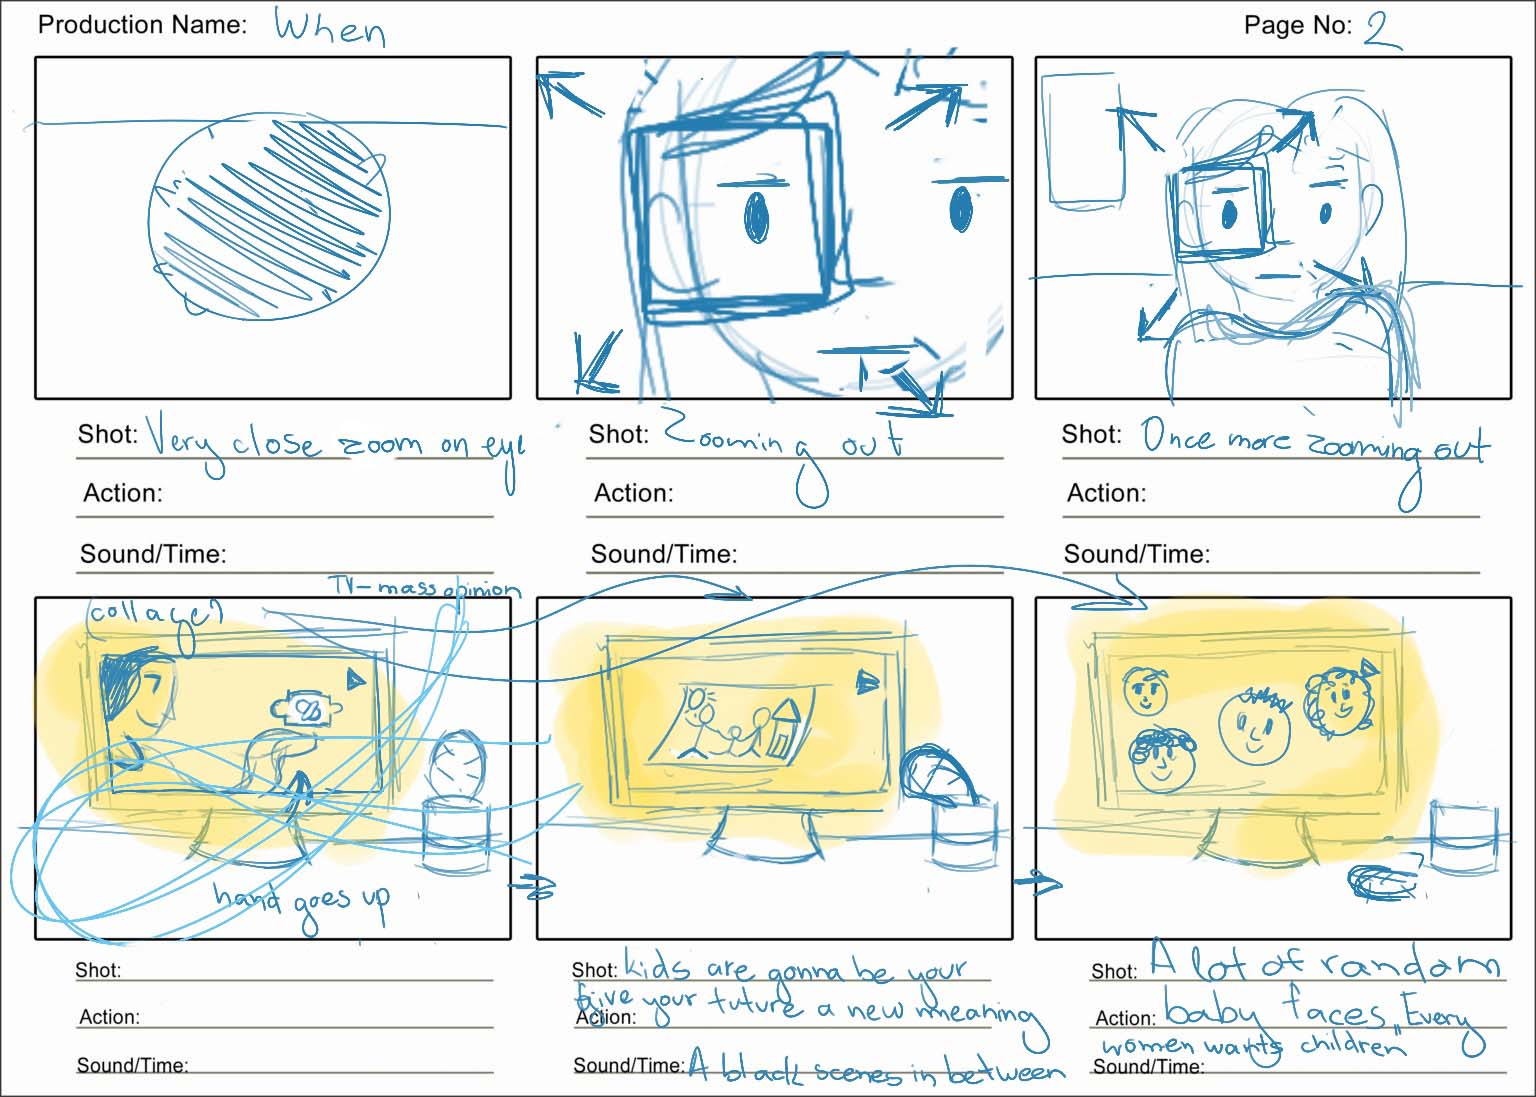 Production Name: When
Page No: 2
Shot: Very close zoom on eye
Action:
Sound/Time:
Shot: Zooming out
Action:
Sound/Time:
Shot: Once more zooming out
Action:
Sound/Time:
TV-mass opinion
collage?
hand goes up
Shot:
Action:
Sound/Time:
Shot: kids are gonna be your
give your future a new meaning
Action:
Sound/Time: A black scenes in between
Shot: A lot of random
Action: baby faces "Every
women wants children
Sound/Time: